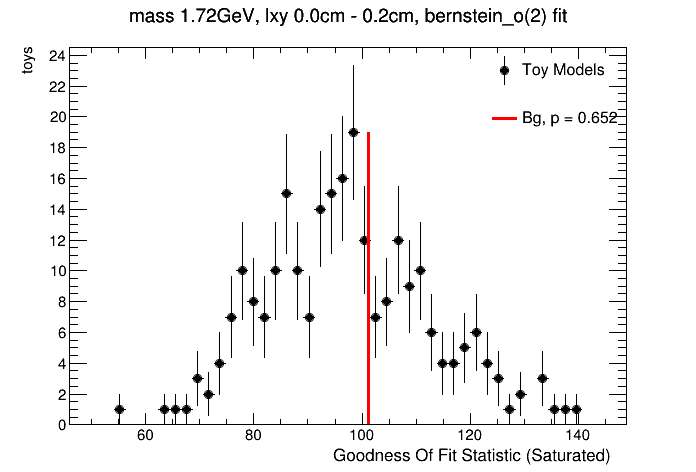 mass 1.72GeV, lxy 0.0cm - 0.2cm, bernstein_o(2) fit
toys
24
22
20
18
16
14
12
10
8
6
4
2
0
Toy Models
Bg, p = 0.652
60 80 100 120 140
Goodness Of Fit Statistic (Saturated)